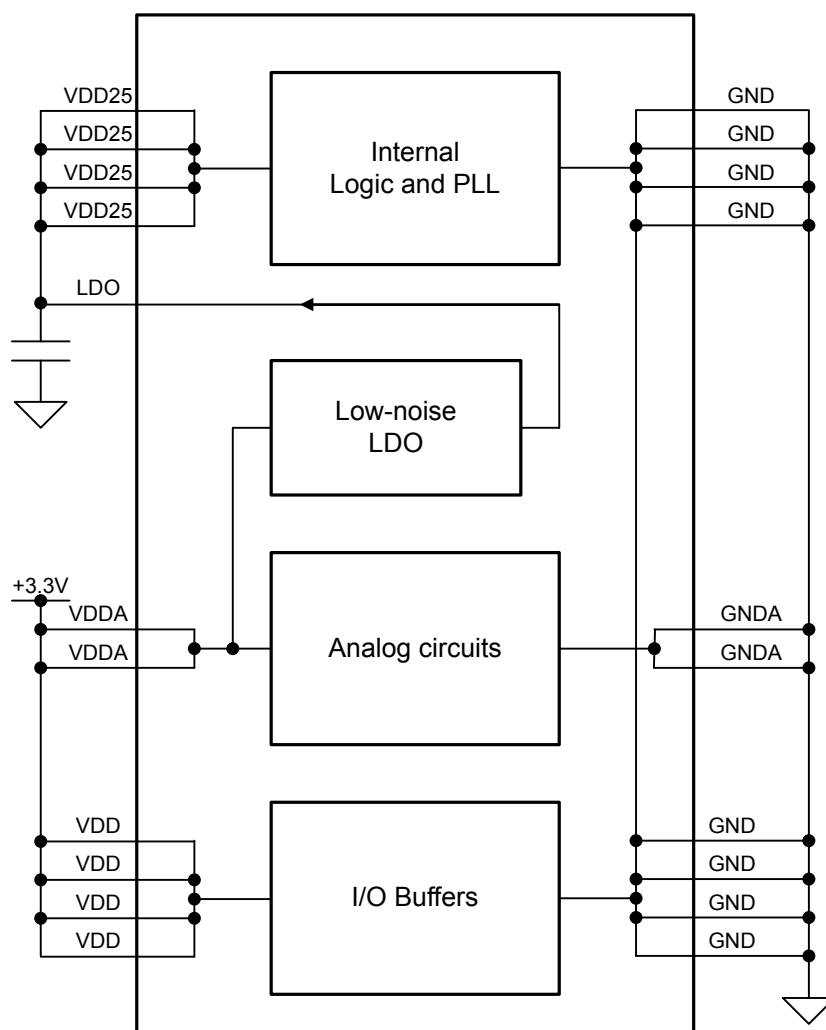 VDD25
VDD25
VDD25
VDD25
Internal
Logic and PLL
GND
GND
GND
GND
LDO
Low-noise
LDO
+3.3V
VDDA
VDDA
Analog circuits
GNDA
GNDA
VDD
VDD
VDD
VDD
I/O Buffers
GND
GND
GND
GND